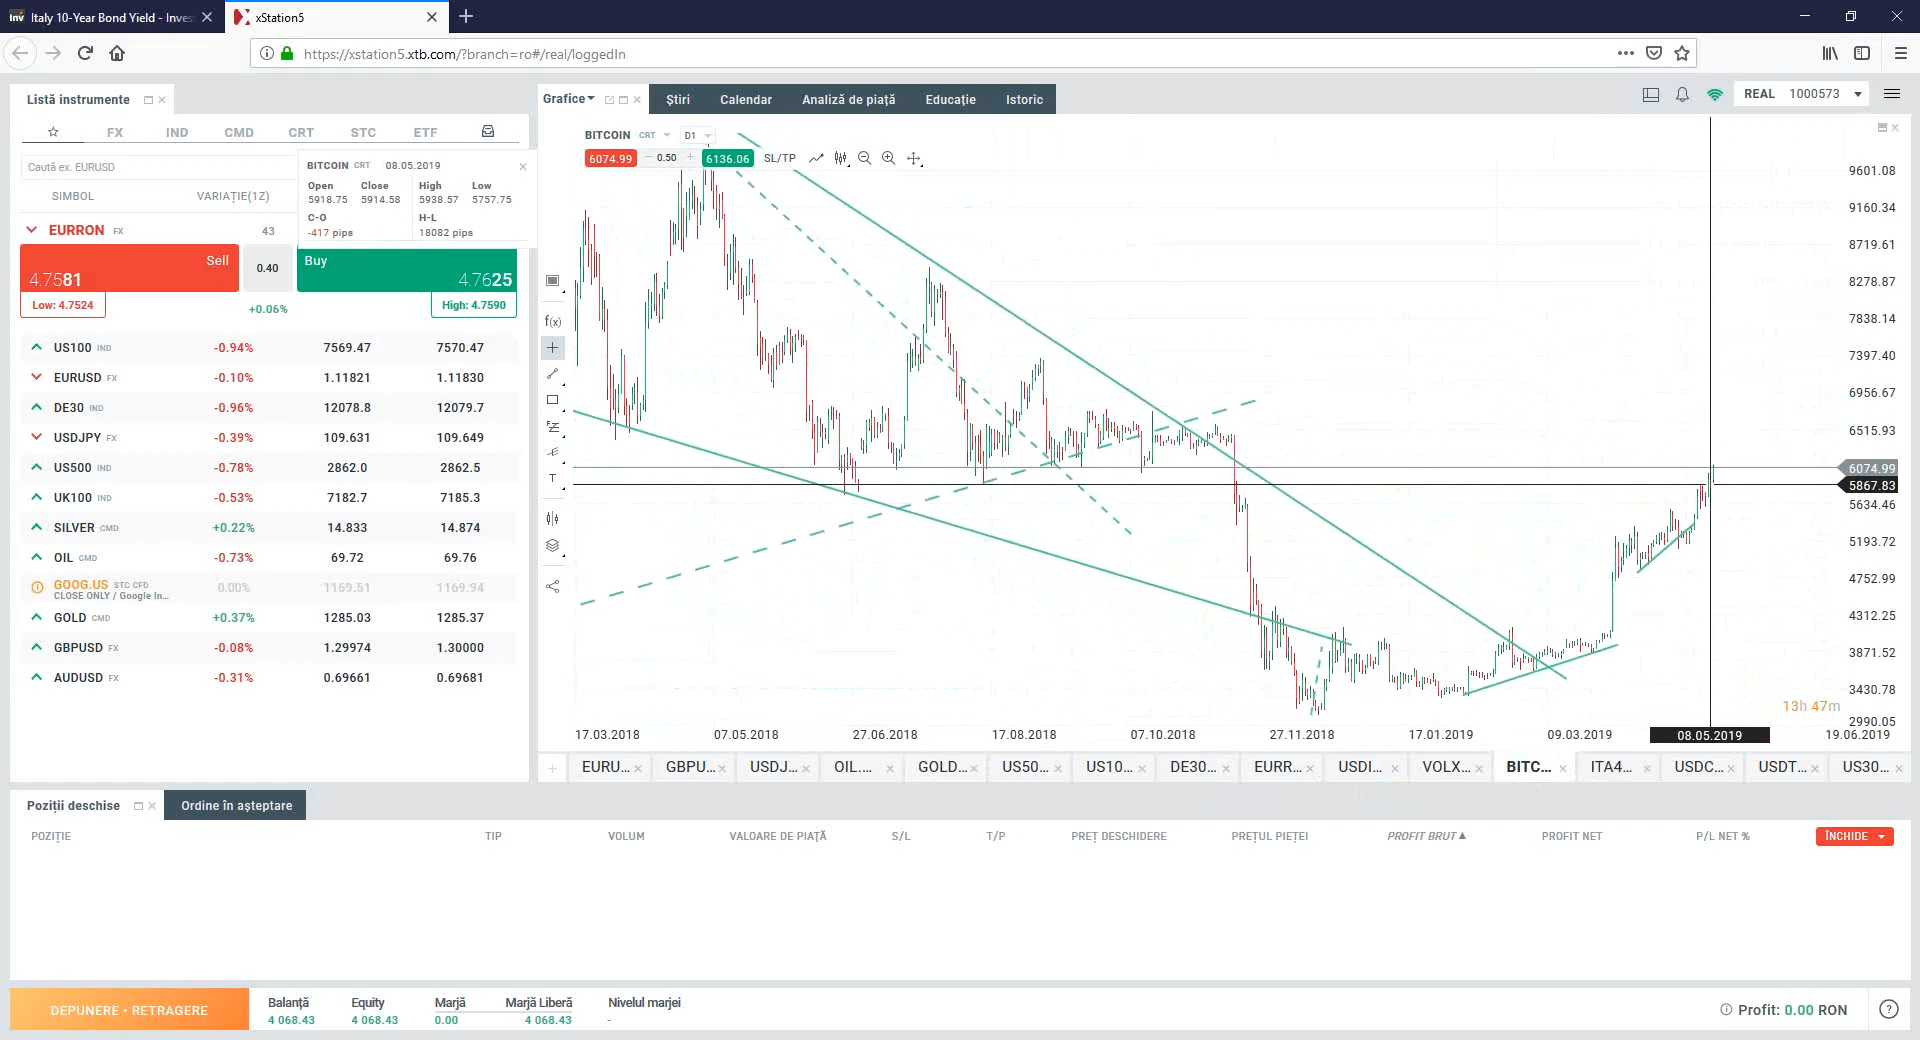 Italy 10-Year Bond Yield - Inves
xStation5
https://xstation5.xtb.com/?branch=ro#/real/loggedIn
Listă instrumente
FX IND CMD CRT STC ETF
Caută ex. EURUSD
SIMBOL VARIAȚIE(1Z)
BITCOIN CRT 08.05.2019
Open Close High Low
5918.75 5914.58 5938.57 5757.75
C-O H-L
-417 pips 18082 pips
EURRON FX 43
Sell 0.40 Buy
4.7581 4.7625
Low: 4.7524 +0.06% High: 4.7590
US100 IND -0.94% 7569.47 7570.47
EURUSD FX -0.10% 1.11821 1.11830
DE30 IND -0.96% 12078.8 12079.7
USDJPY FX -0.39% 109.631 109.649
US500 IND -0.78% 2862.0 2862.5
UK100 IND -0.53% 7182.7 7185.3
SILVER CMD +0.22% 14.833 14.874
OIL CMD -0.73% 69.72 69.76
GOOG.US STC CFD 0.00% 1169.51 1169.94
CLOSE ONLY / Google In...
GOLD CMD +0.37% 1285.03 1285.37
GBPUSD FX -0.08% 1.29974 1.30000
AUDUSD FX -0.31% 0.69661 0.69681
Grafice Știri Calendar Analiză de piață Educație Istoric
REAL 1000573
BITCOIN CRT D1
6074.99 0.50 6136.06 SL/TP
f(x)
T
9601.08
9160.34
8719.61
8278.87
7838.14
7397.40
6956.67
6515.93
6074.99
5867.83
5634.46
5193.72
4752.99
4312.25
3871.52
3430.78
2990.05
13h 47m
17.03.2018 07.05.2018 27.06.2018 17.08.2018 07.10.2018 27.11.2018 17.01.2019 09.03.2019 08.05.2019 19.06.2019
EURU... GBPU... USDJ... OIL.... GOLD... US50... US10... DE30... EURR... USDI... VOLX... BITC... ITA4... USDC... USDT... US30...
Poziții deschise Ordine în așteptare
POZIȚIE TIP VOLUM VALOARE DE PIAȚĂ S/L T/P PREȚ DESCHIDERE PREȚUL PIEȚEI PROFIT BRUT PROFIT NET P/L NET % ÎNCHIDE
DEPUNERE • RETRAGERE
Balanță Equity Marjă Marjă Liberă Nivelul marjei
4 068.43 4 068.43 0.00 4 068.43 -
Profit: 0.00 RON